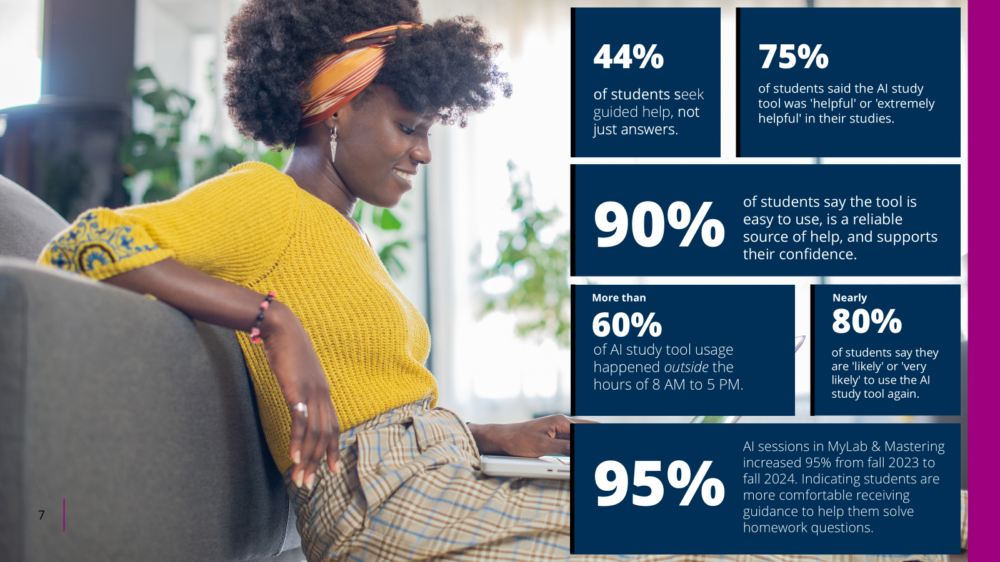 44%
of students seek
guided help, not
just answers.
75%
of students said the AI study
tool was 'helpful' or 'extremely
helpful' in their studies.
90%
of students say the tool is
easy to use, is a reliable
source of help, and supports
their confidence.
More than
60%
of AI study tool usage
happened outside the
hours of 8 AM to 5 PM.
Nearly
80%
of students say they
are 'likely' or 'very
likely' to use the AI
study tool again.
95%
AI sessions in MyLab & Mastering
increased 95% from fall 2023 to
fall 2024. Indicating students are
more comfortable receiving
guidance to help them solve
homework questions.
7